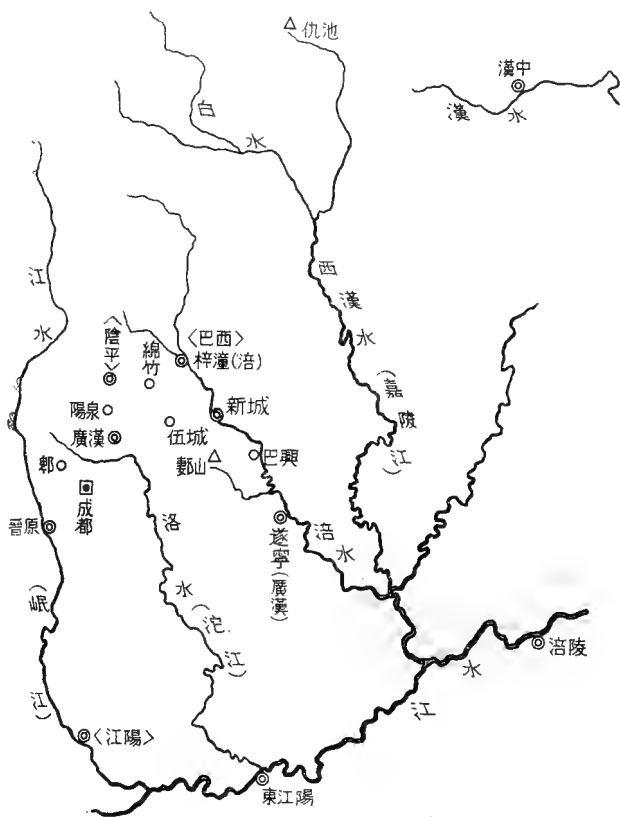 仇池
漢中
漢水
白水
江水
西漢水(嘉陵江)
〈陰平〉
綿竹
〈巴西〉
梓潼(涪)
陽泉
新城
廣漢
伍城
郪山
巴興
郫
成都
晉原
洛水(沱江)
遂寧(廣漢)
涪水
(岷江)
涪陵
江水
〈江陽〉
東江陽